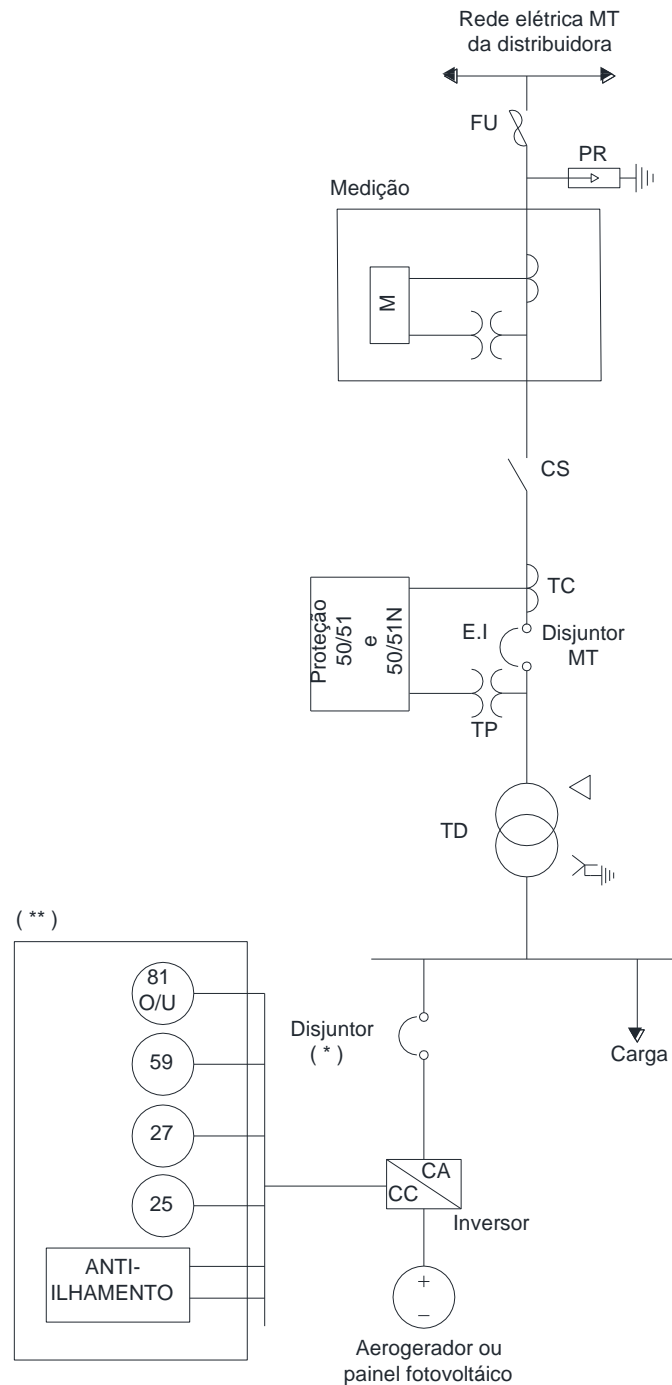 Rede elétrica MT
da distribuidora
FU
PR
Medição
M
CS
TC
Proteção
50/51
e
50/51N
E.I
Disjuntor
MT
TP
TD
( ** )
81
O/U
59
27
25
ANTI-
ILHAMENTO
Disjuntor
( * )
Carga
CA
CC
Inversor
+
–
Aerogerador ou
painel fotovoltáico